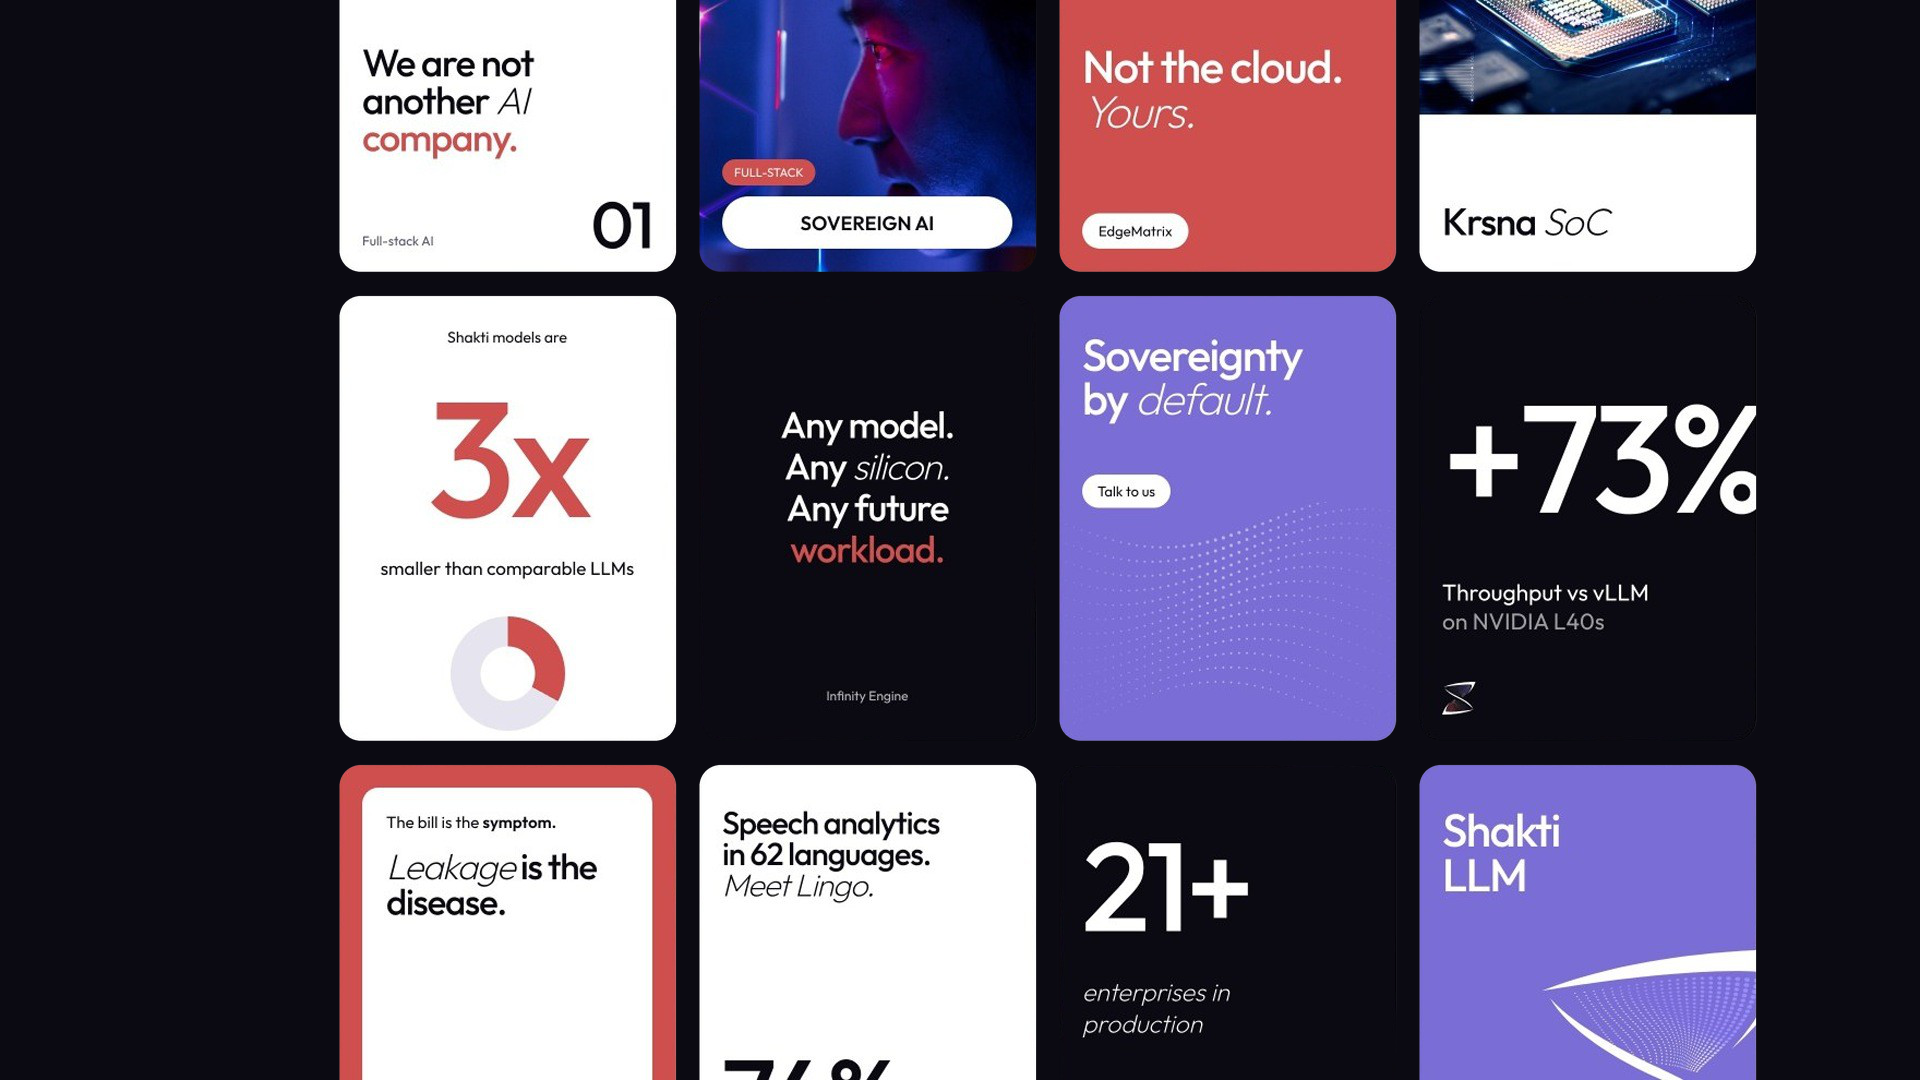 We are not
another AI
company.
Full-stack AI
01
FULL-STACK
SOVEREIGN AI
Not the cloud.
Yours.
EdgeMatrix
Krsna SoC
Shakti models are
3x
smaller than comparable LLMs
Any model.
Any silicon.
Any future
workload.
Infinity Engine
Sovereignty
by default.
Talk to us
+73%
Throughput vs vLLM
on NVIDIA L40s
The bill is the symptom.
Leakage is the
disease.
Speech analytics
in 62 languages.
Meet Lingo.
21+
enterprises in
production
Shakti
LLM